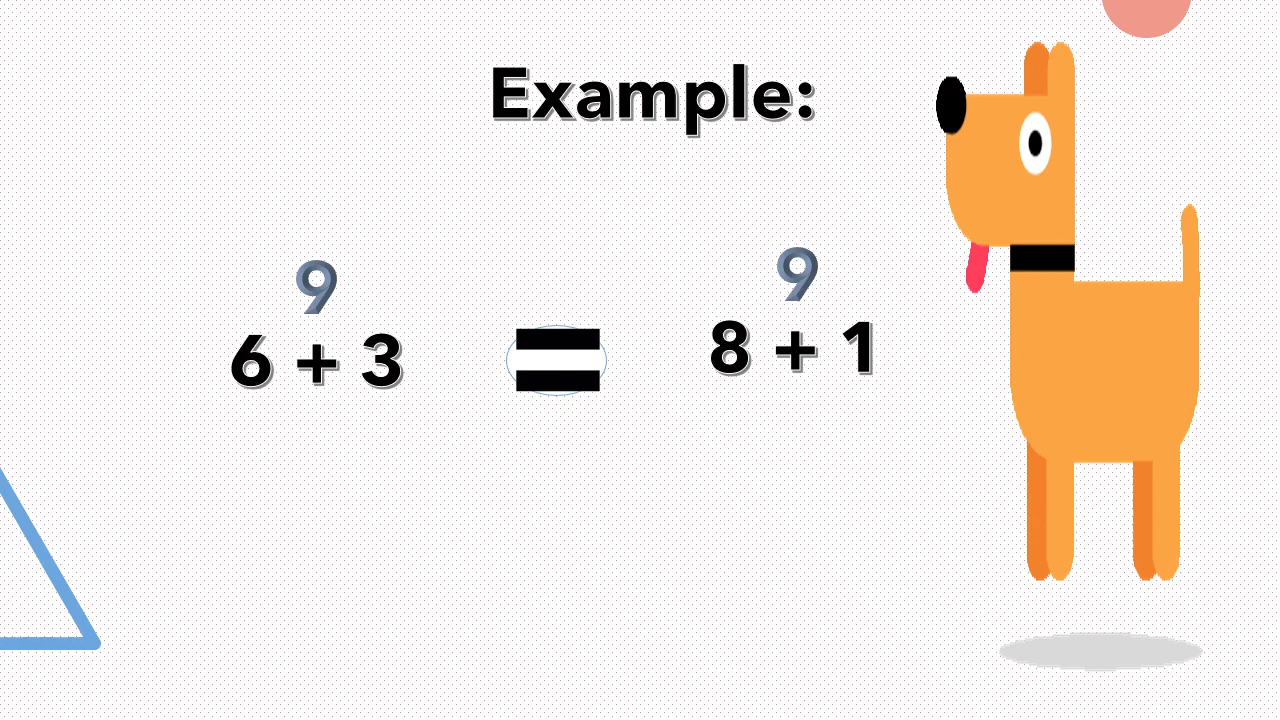 Example:
9 9
6 + 3 = 8 + 1